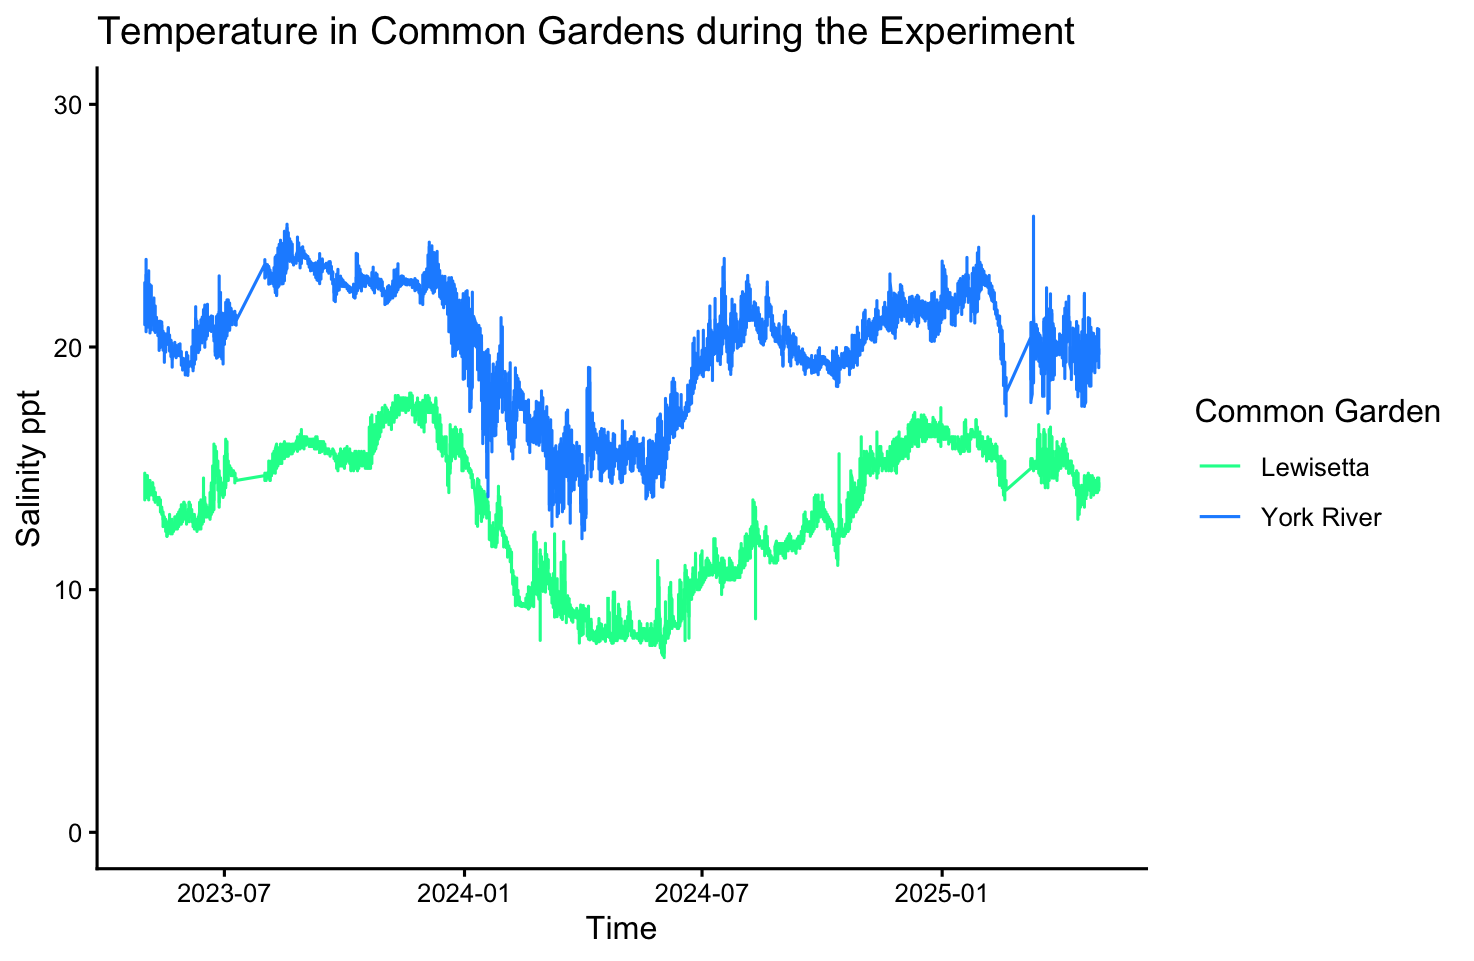 Temperature in Common Gardens during the Experiment
Salinity ppt
30
20
10
0
2023-07
2024-01
2024-07
2025-01
Time
Common Garden
Lewisetta
York River